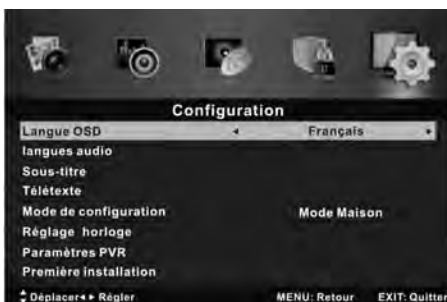 Configuration
Langue OSD Français
langues audio
Sous-titre
Télétexte
Mode de configuration Mode Maison
Réglage horloge
Paramètres PVR
Première installation
Déplacer Régler MENU: Retour EXIT: Quitter